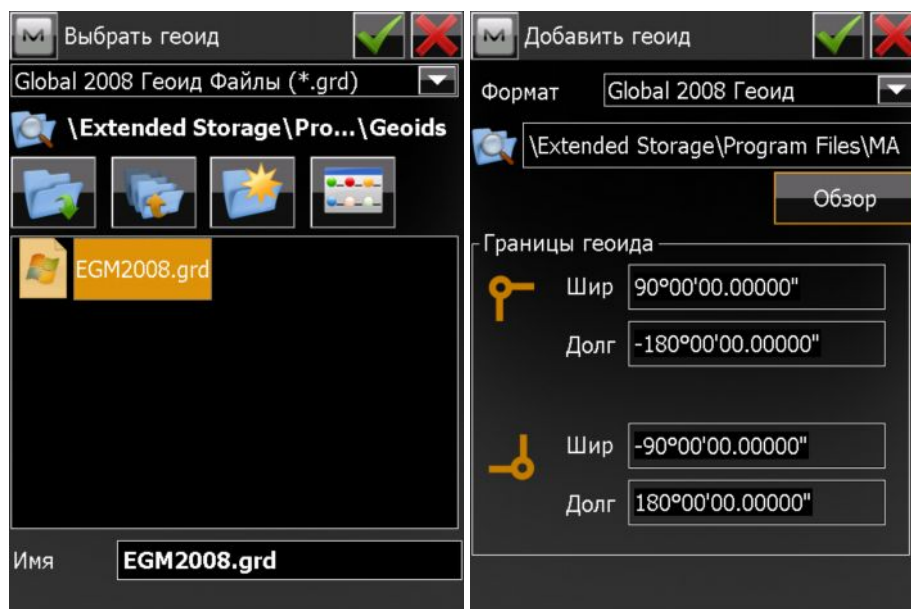 Выбрать геоид
Global 2008 Геоид Файлы (*.grd)
\Extended Storage\Pro...\Geoids
EGM2008.grd
Имя EGM2008.grd
Добавить геоид
Формат Global 2008 Геоид
\Extended Storage\Program Files\MA
Обзор
Границы геоида
Шир 90°00'00.00000"
Долг -180°00'00.00000"
Шир -90°00'00.00000"
Долг 180°00'00.00000"